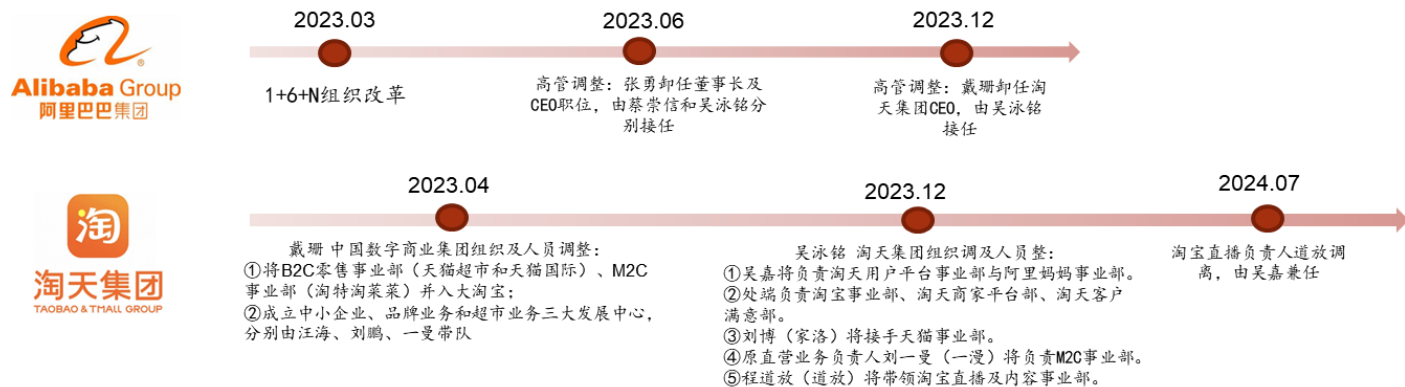 2023.03
2023.06
2023.12
Alibaba Group
阿里巴巴集团
1+6+N组织改革
高管调整：张勇卸任董事长及
CEO职位，由蔡崇信和吴泳铭分
别接任
高管调整：戴珊卸任淘
天集团CEO，由吴泳铭
接任
2023.04
2023.12
2024.07
淘
淘天集团
TAOBAO & TMALL GROUP
戴珊 中国数字商业集团组织及人员调整：
①将B2C零售事业部（天猫超市和天猫国际）、M2C
事业部（淘特淘菜菜）并入大淘宝；
②成立中小企业、品牌业务和超市业务三大发展中心，
分别由汪海、刘鹏、一曼带队
吴泳铭 淘天集团组织调及人员整：
①吴嘉将负责淘天用户平台事业部与阿里妈妈事业部。
②处端负责淘宝事业部、淘天商家平台部、淘天客户
满意部。
③刘博（家洛）将接手天猫事业部。
④原直营业务负责人刘一曼（一漫）将负责M2C事业部。
⑤程道放（道放）将带领淘宝直播及内容事业部。
淘宝直播负责人道放调
离，由吴嘉兼任